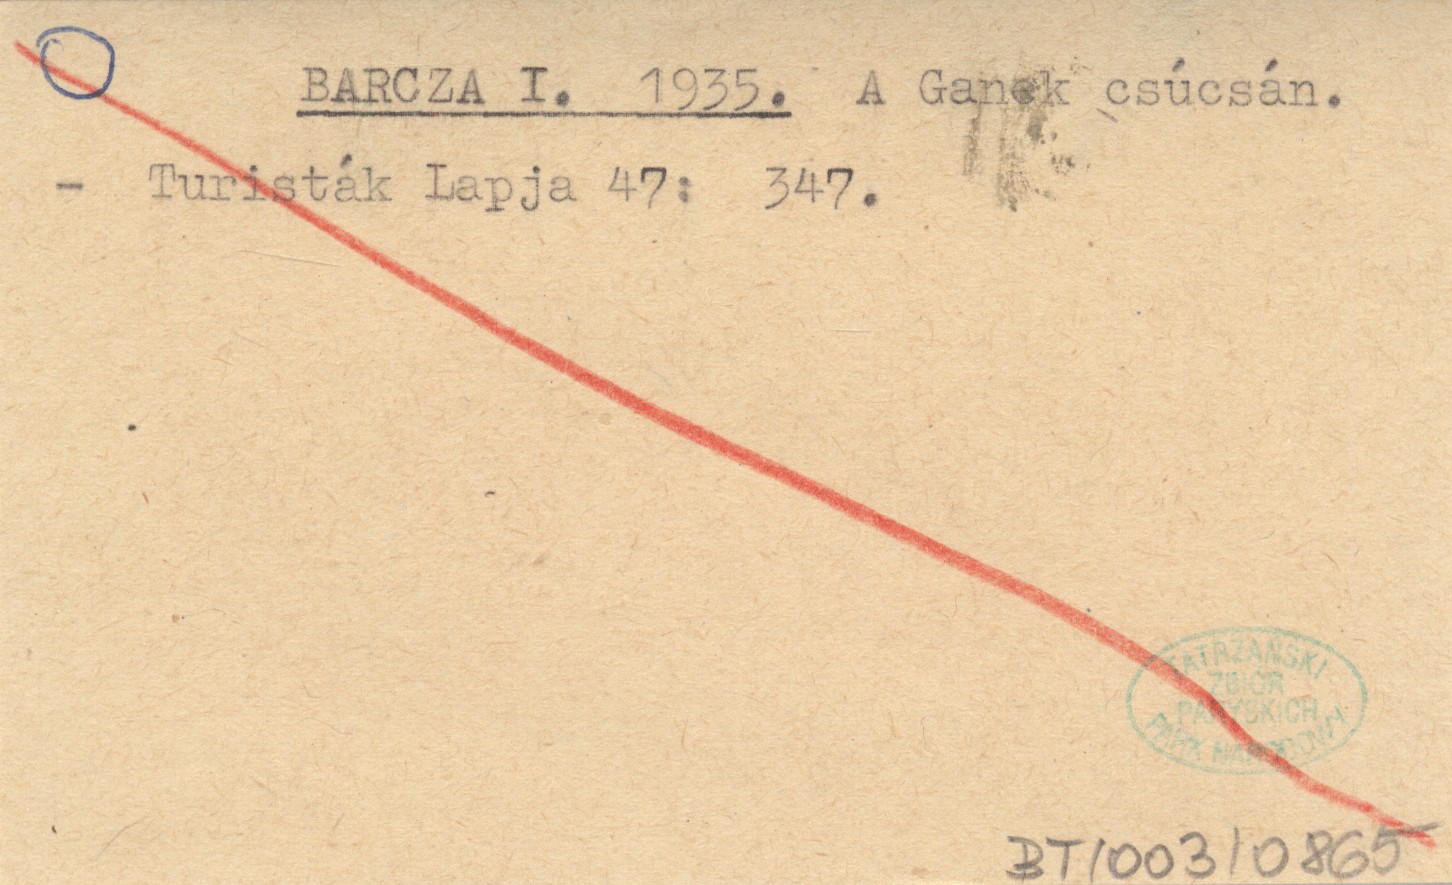 BARCZA I. 1935. A Ganek csúcsán.
- Turisták Lapja 47: 347.
TATRZAŃSKI
ZBIÓR
PARYSKICH
PARK NARODOWY
BT/003/0865